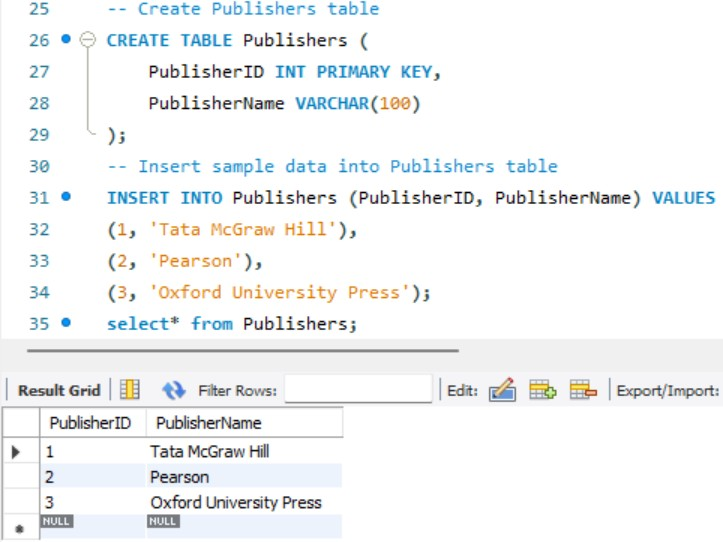 25 -- Create Publishers table
26 CREATE TABLE Publishers (
27 PublisherID INT PRIMARY KEY,
28 PublisherName VARCHAR(100)
29 );
30 -- Insert sample data into Publishers table
31 INSERT INTO Publishers (PublisherID, PublisherName) VALUES
32 (1, 'Tata McGraw Hill'),
33 (2, 'Pearson'),
34 (3, 'Oxford University Press');
35 select* from Publishers;
Result Grid Filter Rows: Edit: Export/Import:
PublisherID PublisherName
1 Tata McGraw Hill
2 Pearson
3 Oxford University Press
NULL NULL